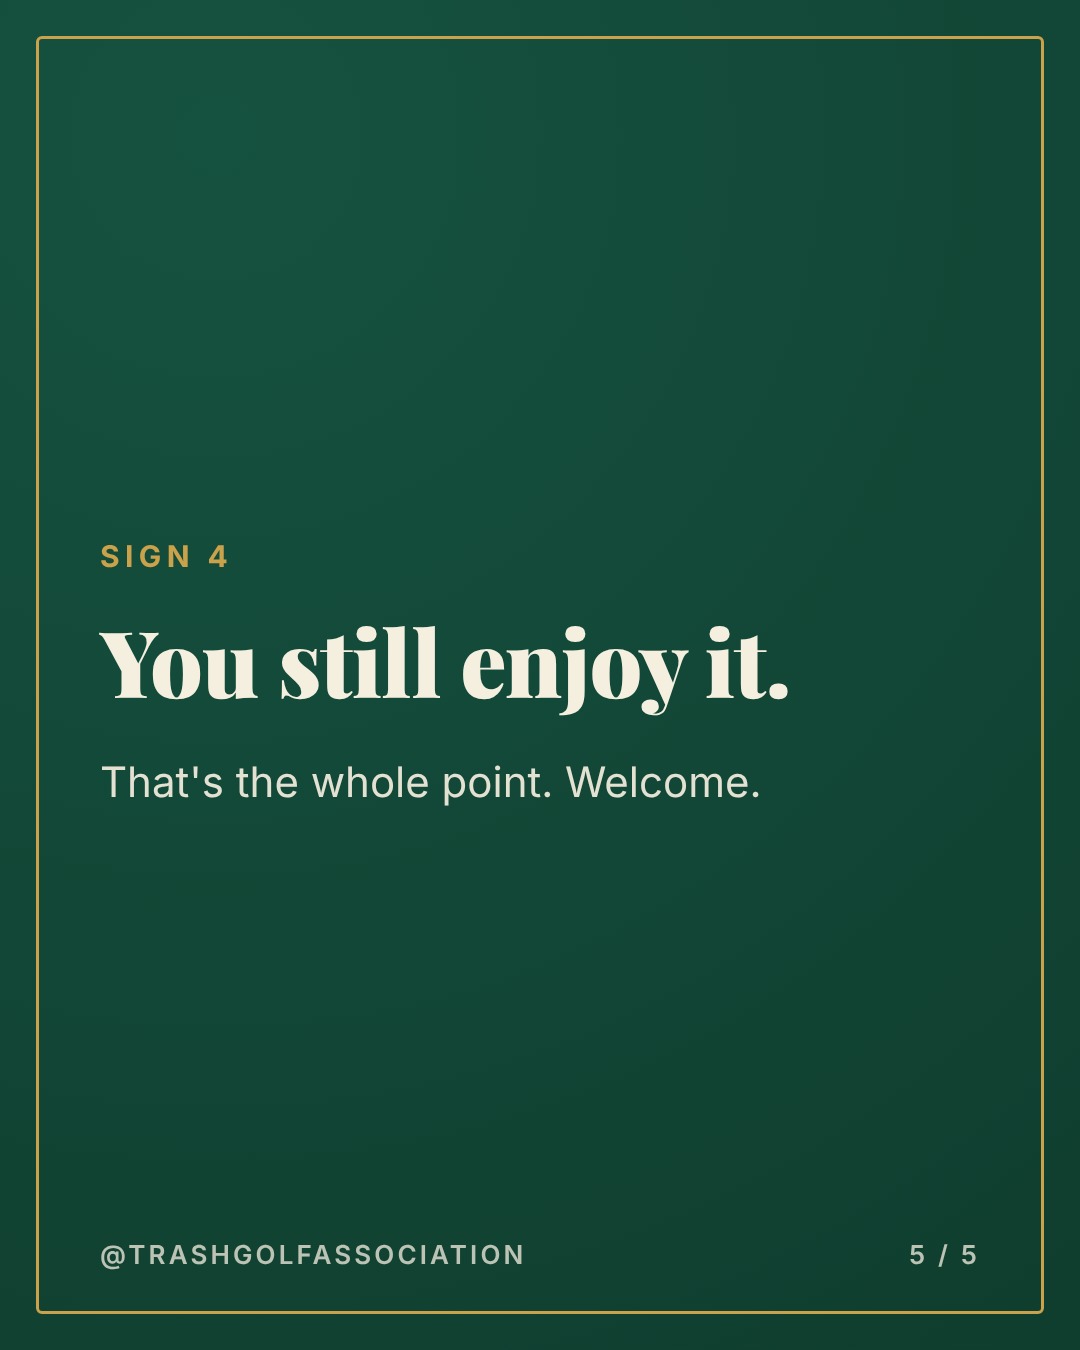 SIGN 4
You still enjoy it.
That's the whole point. Welcome.
@TRASHGOLFASSOCIATION
5 / 5